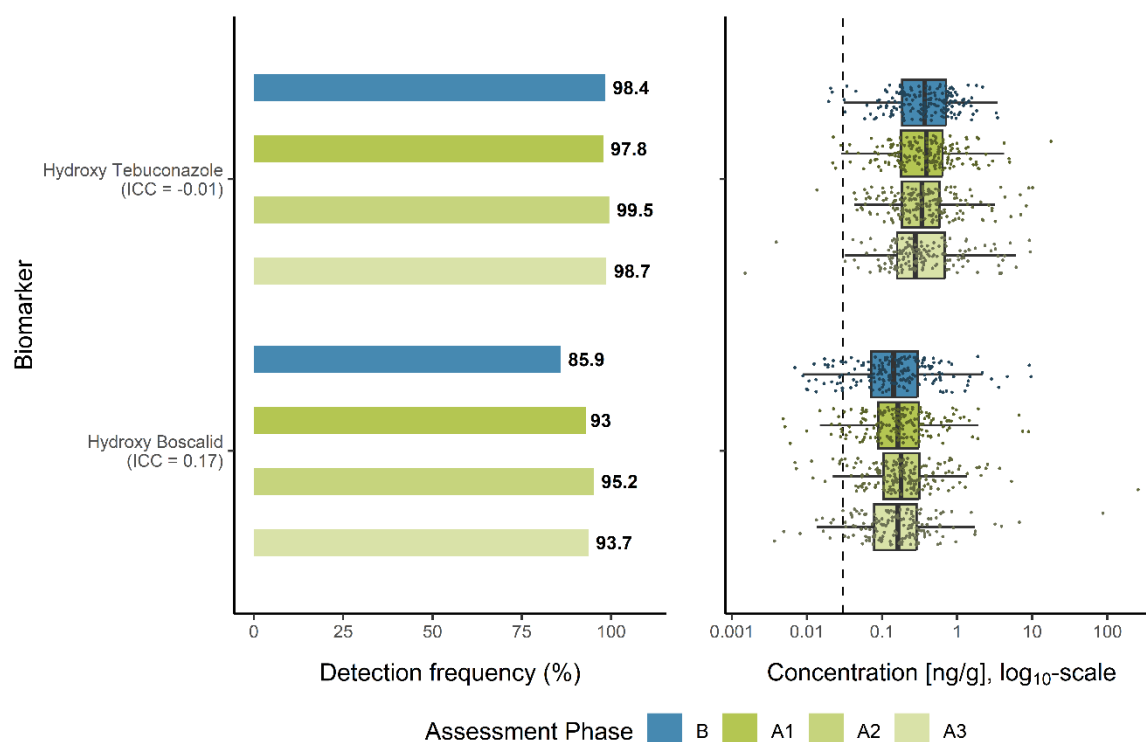 Biomarker
Hydroxy Tebuconazole
(ICC = -0.01)
98.4
97.8
99.5
98.7
Hydroxy Boscalid
(ICC = 0.17)
85.9
93
95.2
93.7
0 25 50 75 100
Detection frequency (%)
0.001 0.01 0.1 1 10 100
Concentration [ng/g], log₁₀-scale
Assessment Phase B A1 A2 A3